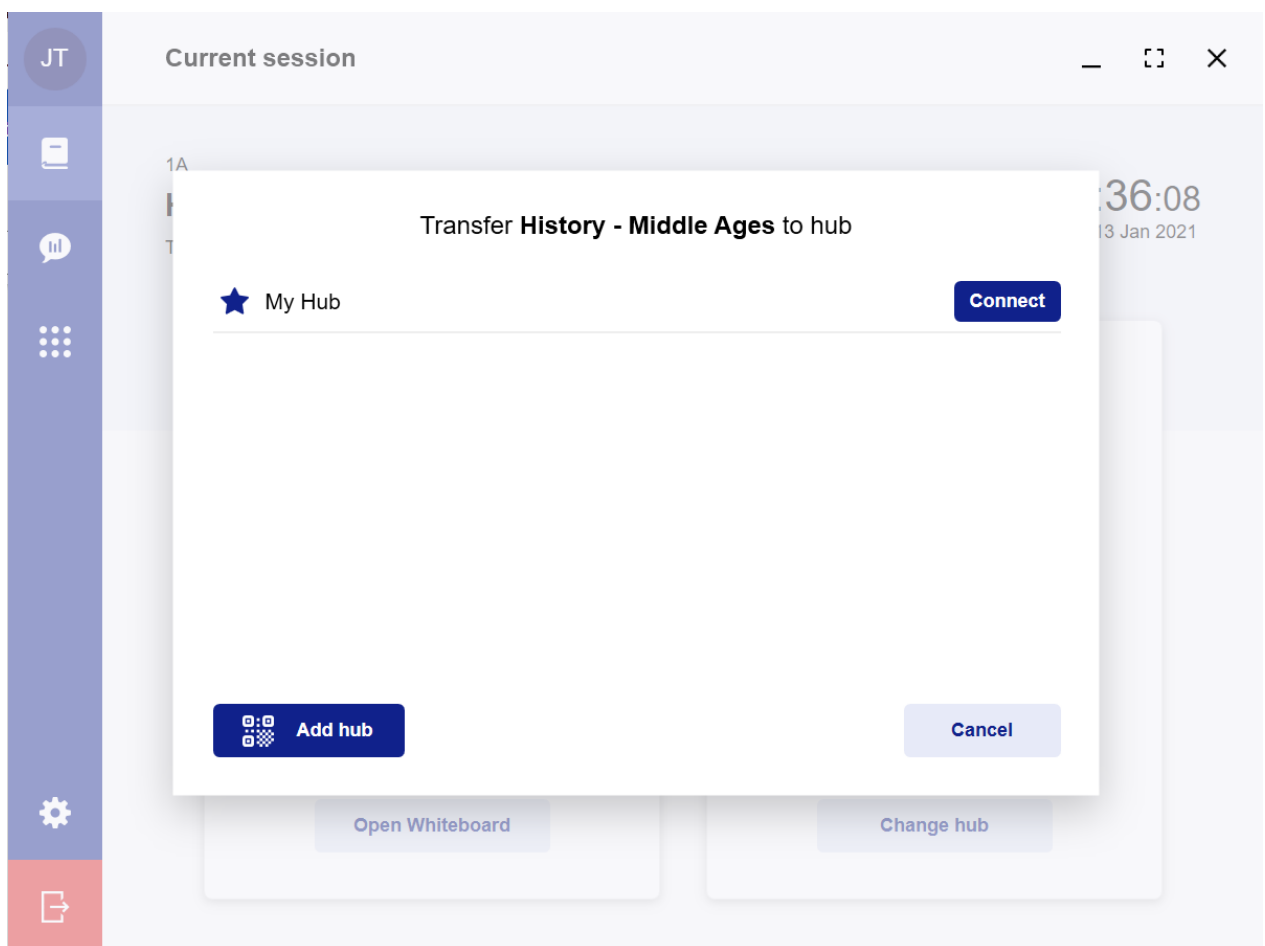 JT
Current session
1A
:36:08
13 Jan 2021
Transfer History - Middle Ages to hub
My Hub
Connect
Add hub
Cancel
Open Whiteboard
Change hub